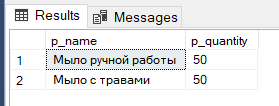 Results Messages
p_name p_quantity
1 Мыло ручной работы 50
2 Мыло с травами 50